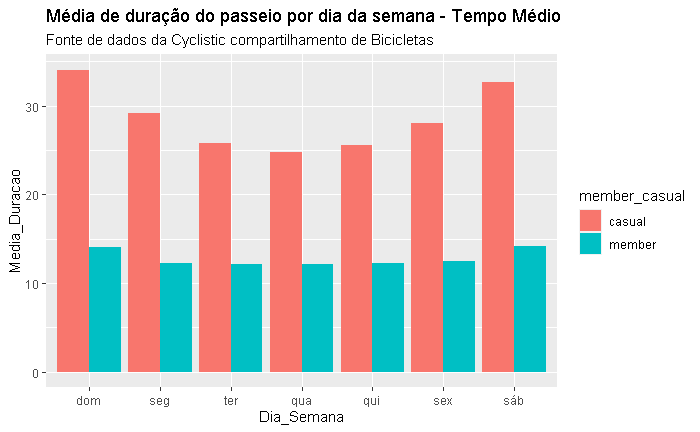 Média de duração do passeio por dia da semana - Tempo Médio
Fonte de dados da Cyclistic compartilhamento de Bicicletas
Media_Duracao
30
20
10
0
dom seg ter qua qui sex sáb
Dia_Semana
member_casual
casual
member